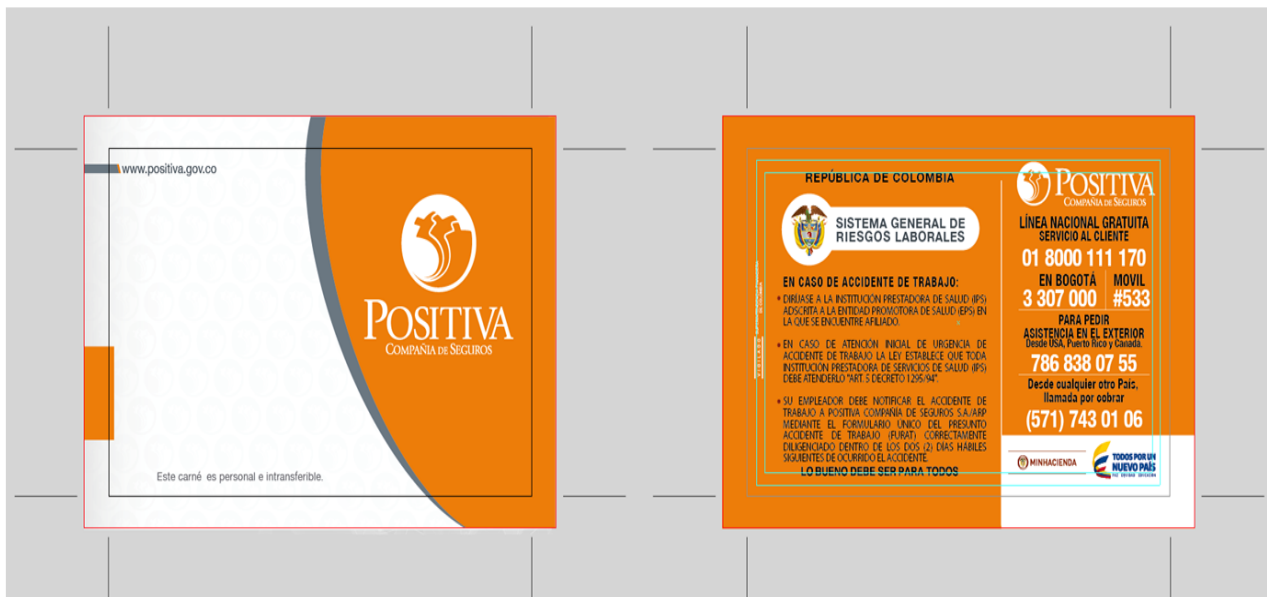 www.positiva.gov.co
POSITIVA
COMPAÑIA DE SEGUROS
Este carné es personal e intransferible.
REPÚBLICA DE COLOMBIA
SISTEMA GENERAL DE
RIESGOS LABORALES
EN CASO DE ACCIDENTE DE TRABAJO:
• DIRÍJASE A LA INSTITUCIÓN PRESTADORA DE SALUD (IPS)
ADSCRITA A LA ENTIDAD PROMOTORA DE SALUD (EPS) EN
LA QUE SE ENCUENTRE AFILIADO.
• EN CASO DE ATENCIÓN INICIAL DE URGENCIA DE
ACCIDENTE DE TRABAJO LA LEY ESTABLECE QUE TODA
INSTITUCIÓN PRESTADORA DE SERVICIOS DE SALUD (IPS)
DEBE ATENDERLO "ART. 5 DECRETO 1295/94".
• SU EMPLEADOR DEBE NOTIFICAR EL ACCIDENTE DE
TRABAJO A POSITIVA COMPAÑÍA DE SEGUROS S.A./ARP
MEDIANTE EL FORMULARIO ÚNICO DEL PRESUNTO
ACCIDENTE DE TRABAJO (FURAT) CORRECTAMENTE
DILIGENCIADO DENTRO DE LOS DOS (2) DÍAS HÁBILES
SIGUIENTES DE OCURRIDO EL ACCIDENTE.
LO BUENO DEBE SER PARA TODOS
VIGILADO
POSITIVA
COMPAÑIA DE SEGUROS
LÍNEA NACIONAL GRATUITA
SERVICIO AL CLIENTE
01 8000 111 170
EN BOGOTÁ
3 307 000
MOVIL
#533
PARA PEDIR
ASISTENCIA EN EL EXTERIOR
Desde USA, Puerto Rico y Canadá.
786 838 07 55
Desde cualquier otro País,
llamada por cobrar
(571) 743 01 06
MINHACIENDA
TODOS POR UN
NUEVO PAÍS
PAZ EQUIDAD EDUCACIÓN